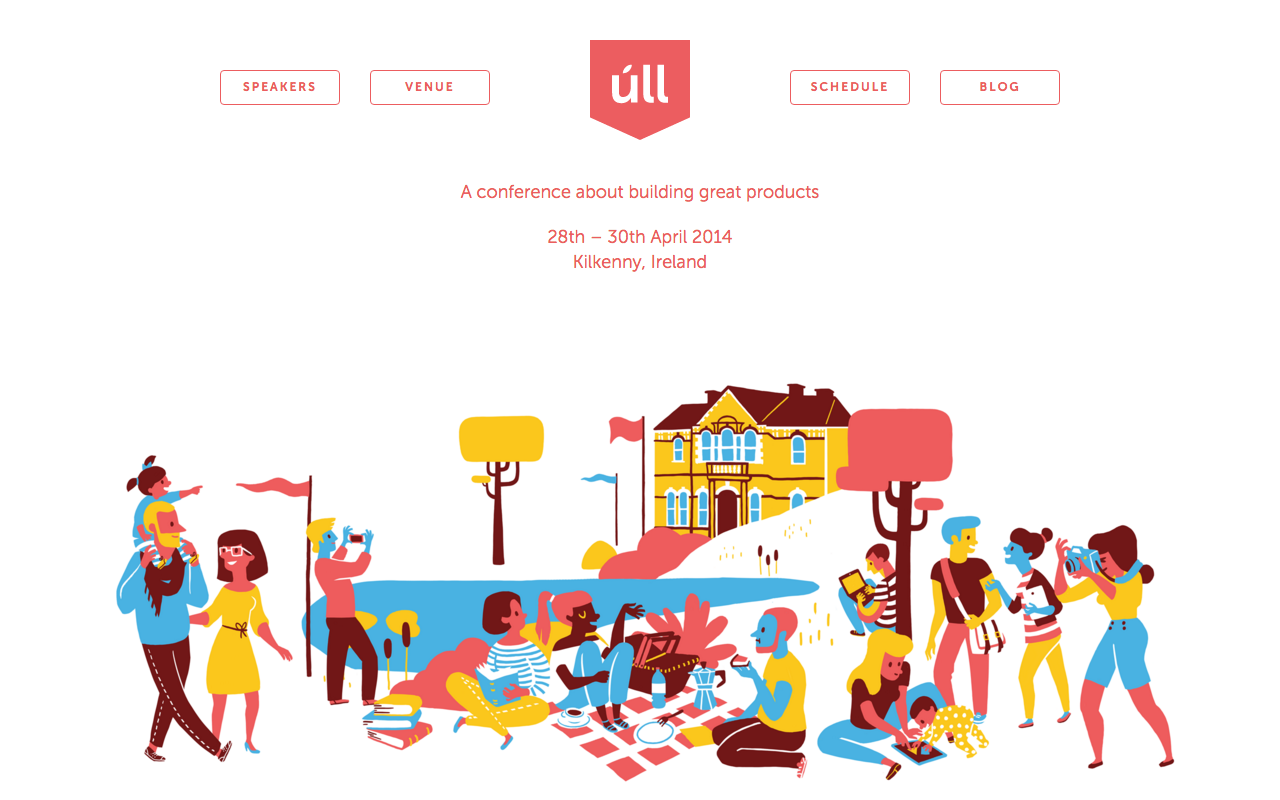 SPEAKERS
VENUE
úll
SCHEDULE
BLOG
A conference about building great products
28th – 30th April 2014
Kilkenny, Ireland